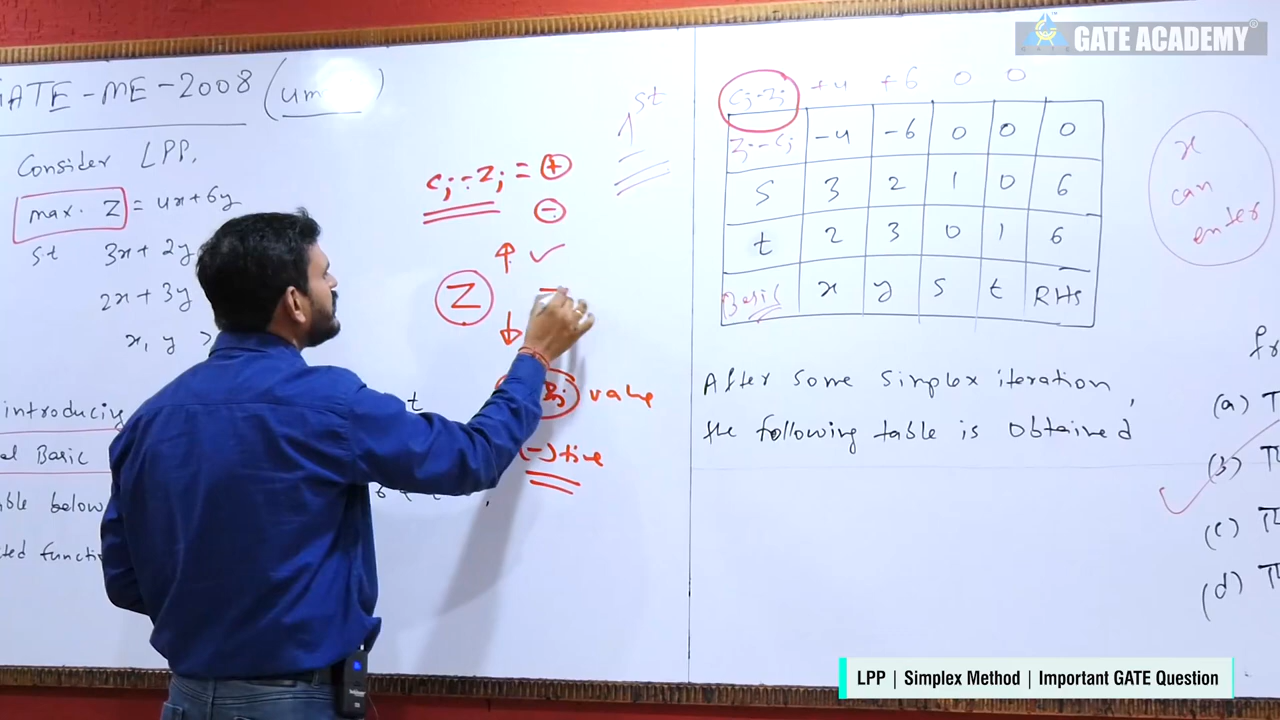 GATE ACADEMY
GATE-ME-2008
Consider LPP,
max. Z = 4x+6y
st 3x + 2y
2x + 3y
x, y >
introducing
Basic
below
t
1st
cj-zj = +
-
↑ ✓
Z
↓
value
(-)tive
cj-zj +4 +6 0 0
zj-cj -4 -6 0 0 0
S 3 2 1 0 6
t 2 3 0 1 6
Basic x y s t RHS
x
can
enter
After some simplex iteration,
the following table is obtained
(a)
(b)
(c)
(d)
LPP | Simplex Method | Important GATE Question